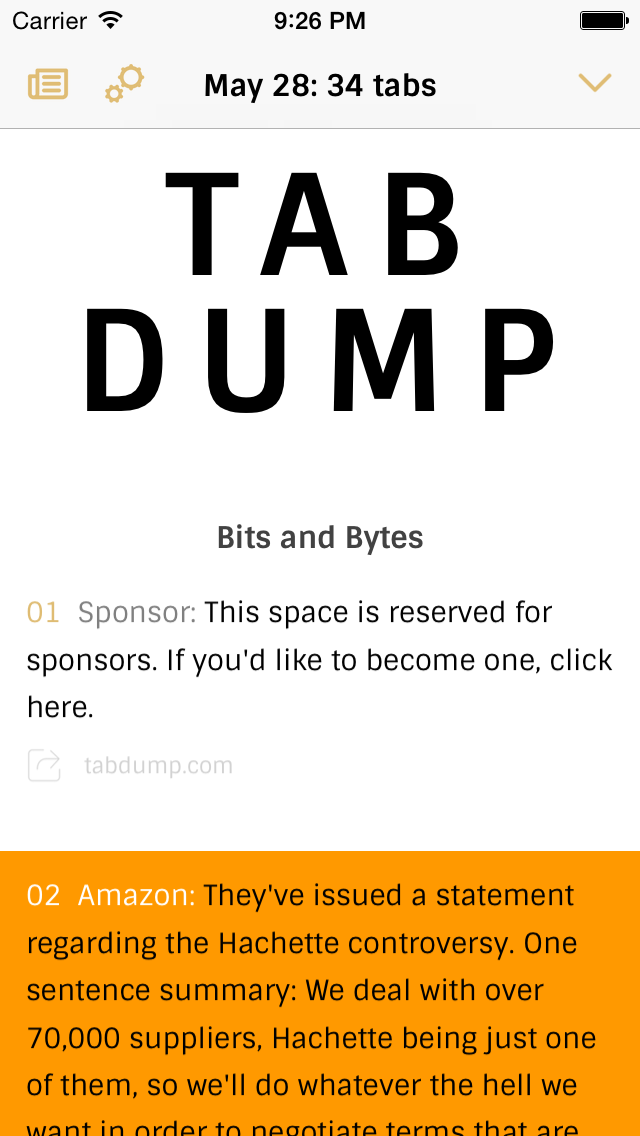 Carrier 9:26 PM
May 28: 34 tabs
TAB
DUMP
Bits and Bytes
01 Sponsor: This space is reserved for
sponsors. If you'd like to become one, click
here.
tabdump.com
02 Amazon: They've issued a statement
regarding the Hachette controversy. One
sentence summary: We deal with over
70,000 suppliers, Hachette being just one
of them, so we'll do whatever the hell we
want in order to negotiate terms that are